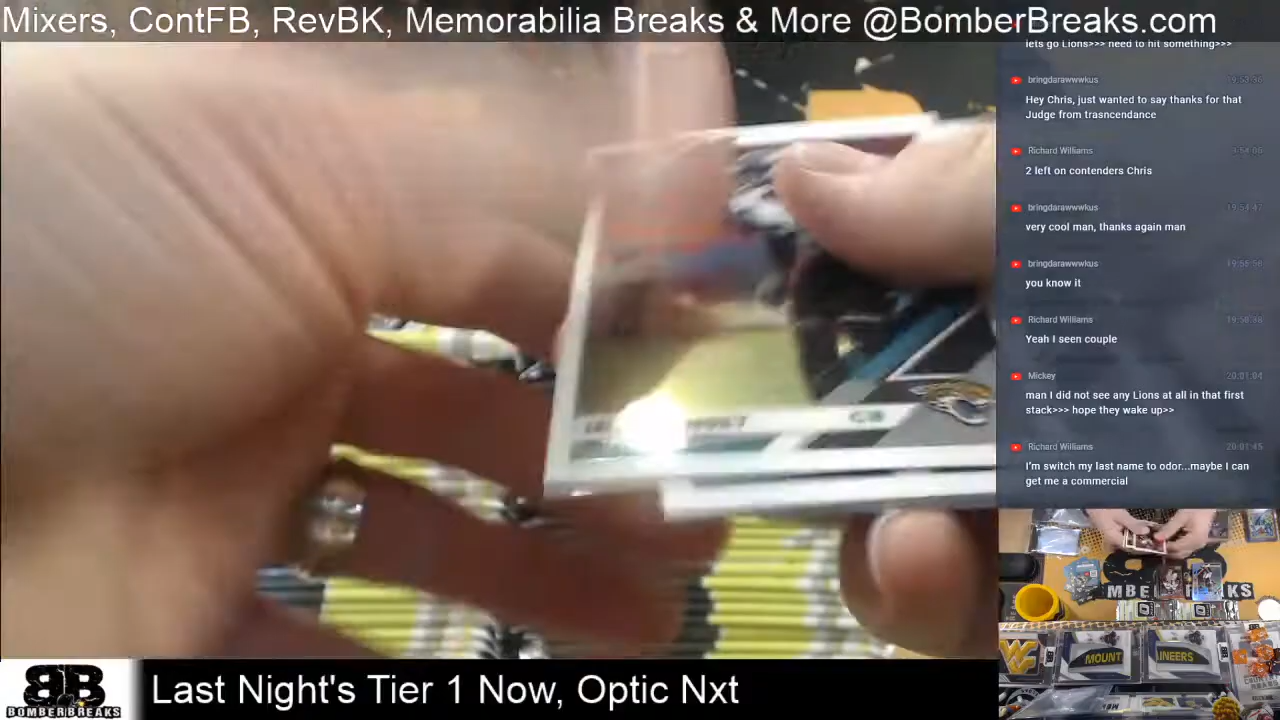 Mixers, ContFB, RevBK, Memorabilia Breaks & More @BomberBreaks.com
lets go Lions>>> need to hit something>>>
bringdarawwwkus
Hey Chris, just wanted to say thanks for that
Judge from trasncendance
Richard Williams
2 left on contenders Chris
bringdarawwwkus
very cool man, thanks again man
bringdarawwwkus
you know it
Richard Williams
Yeah I seen couple
Mickey
man I did not see any Lions at all in that first
stack>>> hope they wake up>>
Richard Williams
I'm switch my last name to odor...maybe I can
get me a commercial
CB
MOUNT
INEERS
BB
BOMBERBREAKS
Last Night's Tier 1 Now, Optic Nxt